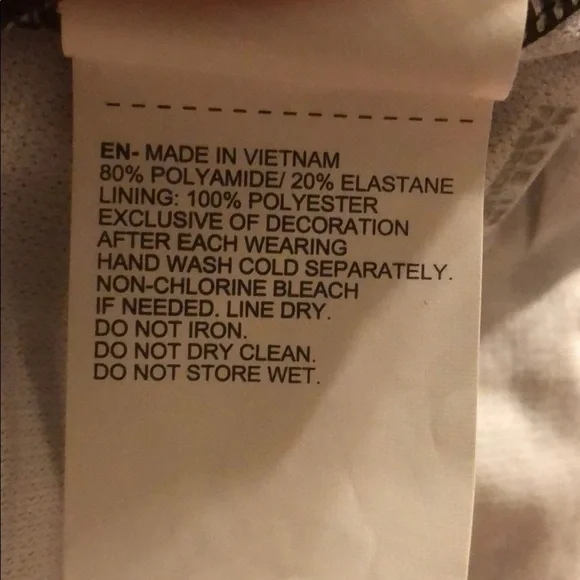 EN- MADE IN VIETNAM
80% POLYAMIDE/ 20% ELASTANE
LINING: 100% POLYESTER
EXCLUSIVE OF DECORATION
AFTER EACH WEARING
HAND WASH COLD SEPARATELY.
NON-CHLORINE BLEACH
IF NEEDED. LINE DRY.
DO NOT IRON.
DO NOT DRY CLEAN.
DO NOT STORE WET.